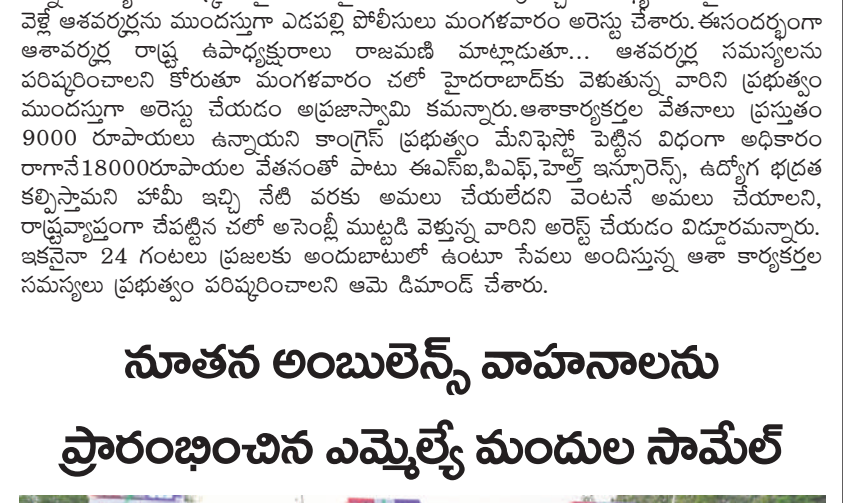 వెళ్లే ఆశవర్కర్లను ముందస్తుగా ఎడపల్లి పోలీసులు మంగళవారం అరెస్టు చేశారు.ఈసందర్భంగా
ఆశావర్కర్ల రాష్ట్ర ఉపాధ్యక్షురాలు రాజమణి మాట్లాడుతూ... ఆశవర్కర్ల సమస్యలను
పరిష్కరించాలని కోరుతూ మంగళవారం చలో హైదరాబాద్‌కు వెళుతున్న వారిని ప్రభుత్వం
ముందస్తుగా అరెస్టు చేయడం అప్రజాస్వామి కమన్నారు.ఆశాకార్యకర్తల వేతనాలు ప్రస్తుతం
9000 రూపాయలు ఉన్నాయని కాంగ్రెస్ ప్రభుత్వం మేనిఫెస్టో పెట్టిన విధంగా అధికారం
రాగానే18000రూపాయల వేతనంతో పాటు ఈఎస్ఐ,పిఎఫ్,హెల్త్ ఇన్సూరెన్స్, ఉద్యోగ భద్రత
కల్పిస్తామని హామీ ఇచ్చి నేటి వరకు అమలు చేయలేదని వెంటనే అమలు చేయాలని,
రాష్ట్రవ్యాప్తంగా చేపట్టిన చలో అసెంబ్లీ ముట్టడి వెళ్తున్న వారిని అరెస్ట్ చేయడం విడ్డూరమన్నారు.
ఇకనైనా 24 గంటలు ప్రజలకు అందుబాటులో ఉంటూ సేవలు అందిస్తున్న ఆశా కార్యకర్తల
సమస్యలు ప్రభుత్వం పరిష్కరించాలని ఆమె డిమాండ్ చేశారు.
నూతన అంబులెన్స్ వాహనాలను
ప్రారంభించిన ఎమ్మెల్యే మందుల సామేల్